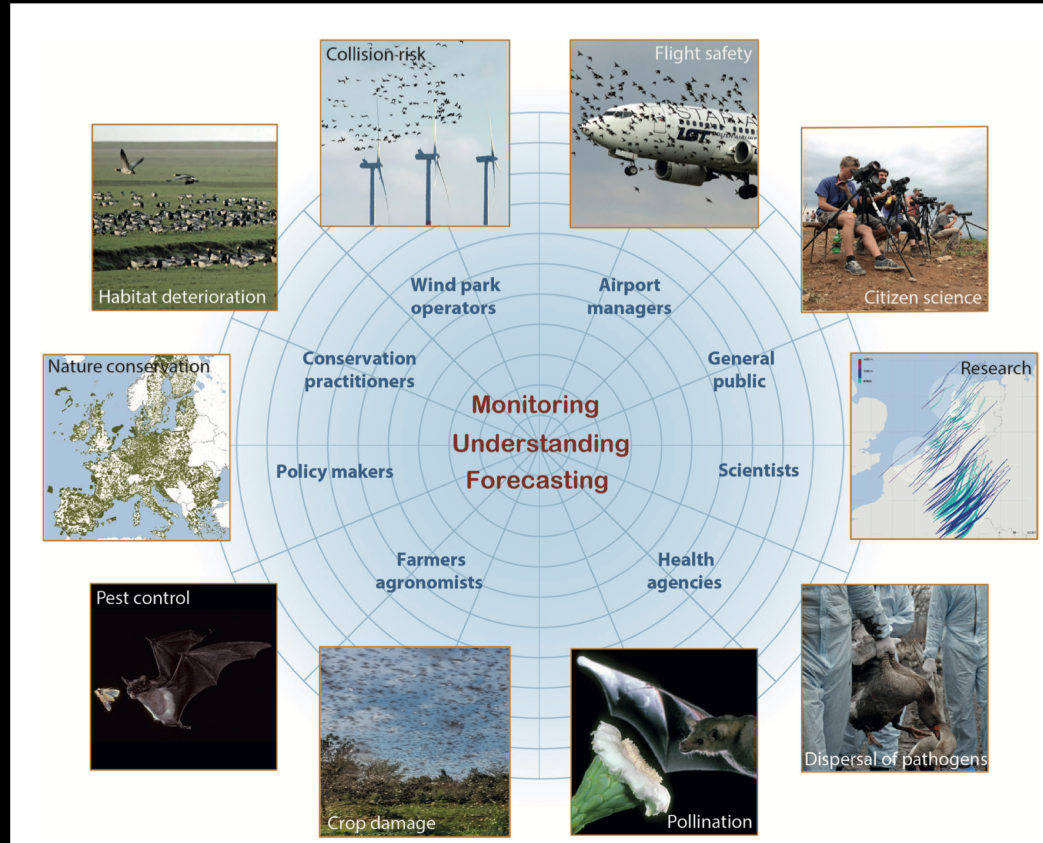 Collision risk
Flight safety
STAR A
LOT
Habitat deterioration
Citizen science
Wind park
operators
Airport
managers
Nature conservation
Conservation
practitioners
General
public
Research
Monitoring
Understanding
Forecasting
Policy makers
Scientists
Farmers
agronomists
Health
agencies
Pest control
Crop damage
Pollination
Dispersal of pathogens